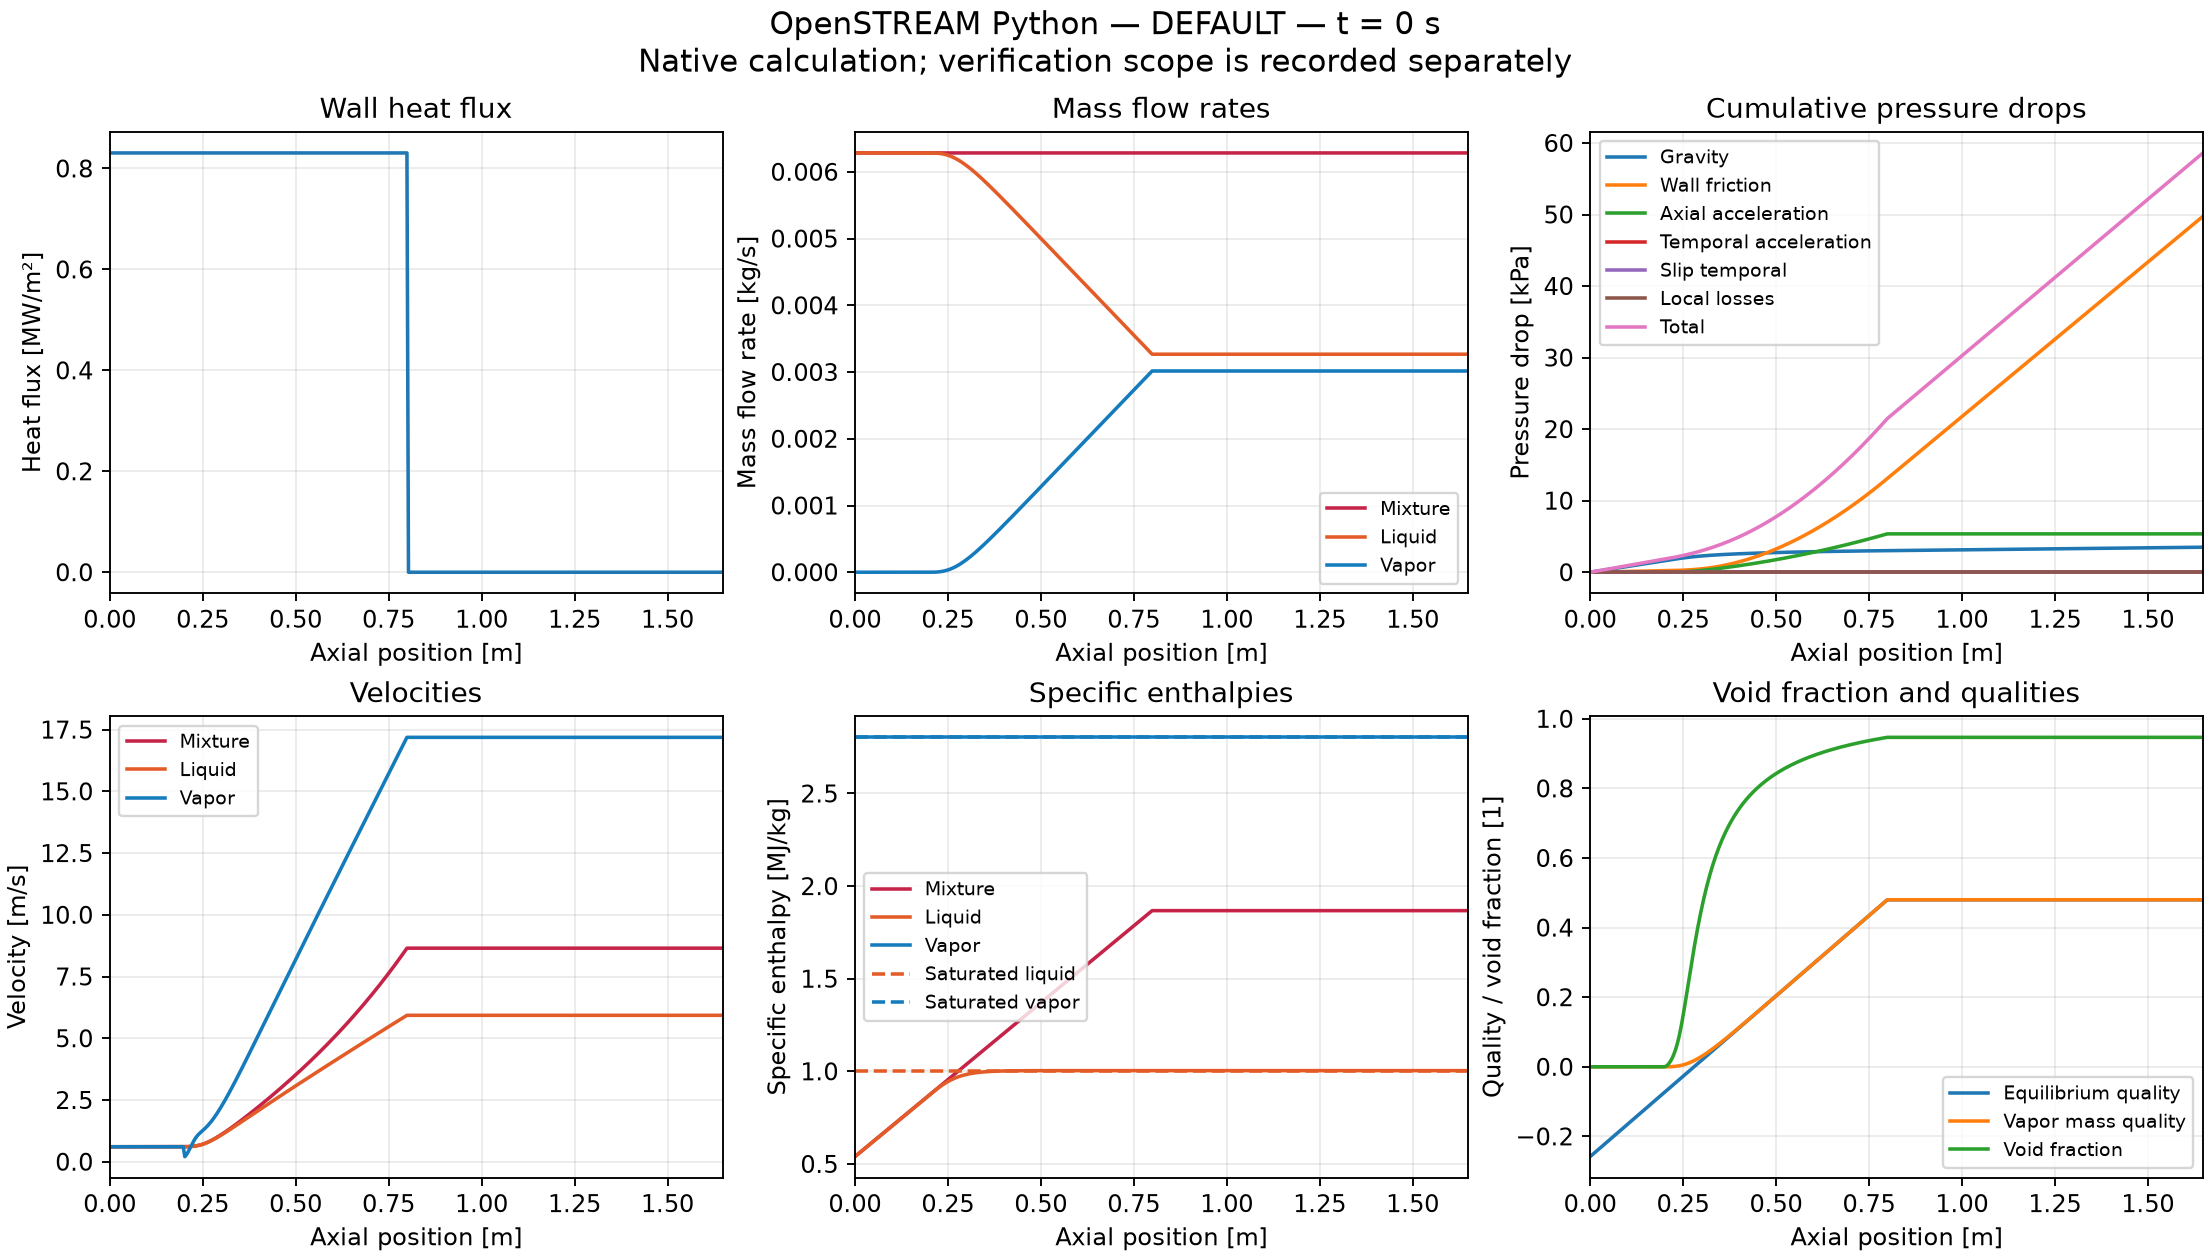 OpenSTREAM Python — DEFAULT — t = 0 s
Native calculation; verification scope is recorded separately
Wall heat flux
Heat flux [MW/m²]
0.8
0.6
0.4
0.2
0.0
0.00 0.25 0.50 0.75 1.00 1.25 1.50
Axial position [m]
Mass flow rates
Mass flow rate [kg/s]
0.006
0.005
0.004
0.003
0.002
0.001
0.000
Mixture
Liquid
Vapor
0.00 0.25 0.50 0.75 1.00 1.25 1.50
Axial position [m]
Cumulative pressure drops
Pressure drop [kPa]
60
50
40
30
20
10
0
Gravity
Wall friction
Axial acceleration
Temporal acceleration
Slip temporal
Local losses
Total
0.00 0.25 0.50 0.75 1.00 1.25 1.50
Axial position [m]
Velocities
Velocity [m/s]
17.5
15.0
12.5
10.0
7.5
5.0
2.5
0.0
Mixture
Liquid
Vapor
0.00 0.25 0.50 0.75 1.00 1.25 1.50
Axial position [m]
Specific enthalpies
Specific enthalpy [MJ/kg]
2.5
2.0
1.5
1.0
0.5
Mixture
Liquid
Vapor
Saturated liquid
Saturated vapor
0.00 0.25 0.50 0.75 1.00 1.25 1.50
Axial position [m]
Void fraction and qualities
Quality / void fraction [1]
1.0
0.8
0.6
0.4
0.2
0.0
−0.2
Equilibrium quality
Vapor mass quality
Void fraction
0.00 0.25 0.50 0.75 1.00 1.25 1.50
Axial position [m]